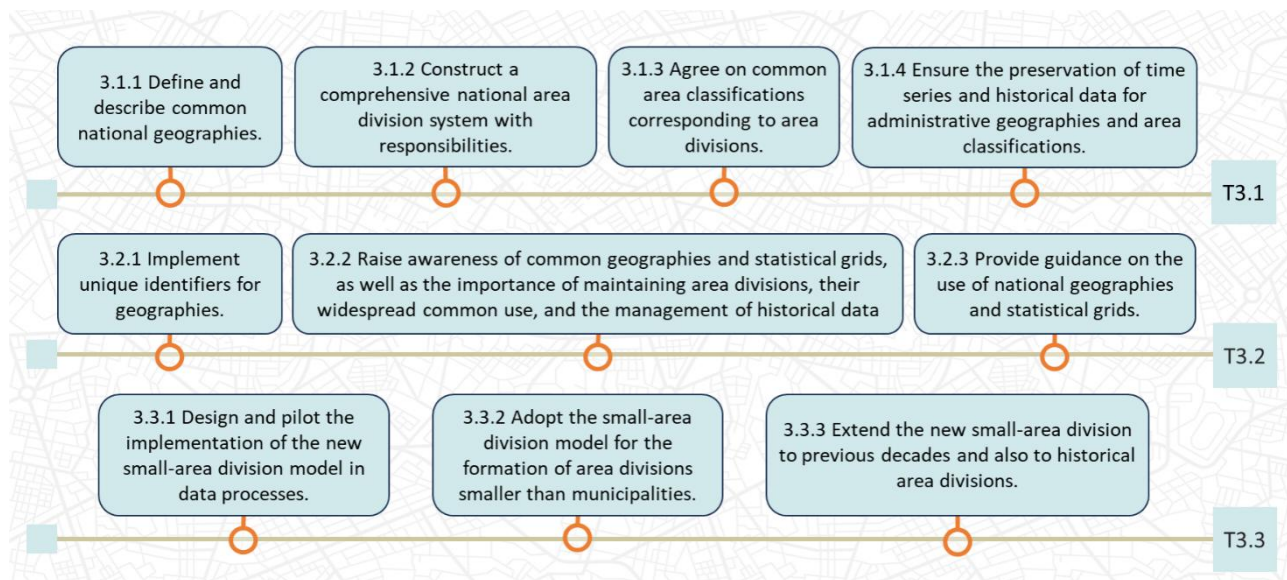 3.1.1 Define and
describe common
national geographies.
3.1.2 Construct a
comprehensive national area
division system with
responsibilities.
3.1.3 Agree on common
area classifications
corresponding to area
divisions.
3.1.4 Ensure the preservation of time
series and historical data for
administrative geographies and area
classifications.
T3.1
3.2.1 Implement
unique identifiers for
geographies.
3.2.2 Raise awareness of common geographies and statistical grids,
as well as the importance of maintaining area divisions, their
widespread common use, and the management of historical data
3.2.3 Provide guidance on the
use of national geographies
and statistical grids.
T3.2
3.3.1 Design and pilot the
implementation of the new
small-area division model in
data processes.
3.3.2 Adopt the small-area
division model for the
formation of area divisions
smaller than municipalities.
3.3.3 Extend the new small-area division
to previous decades and also to historical
area divisions.
T3.3